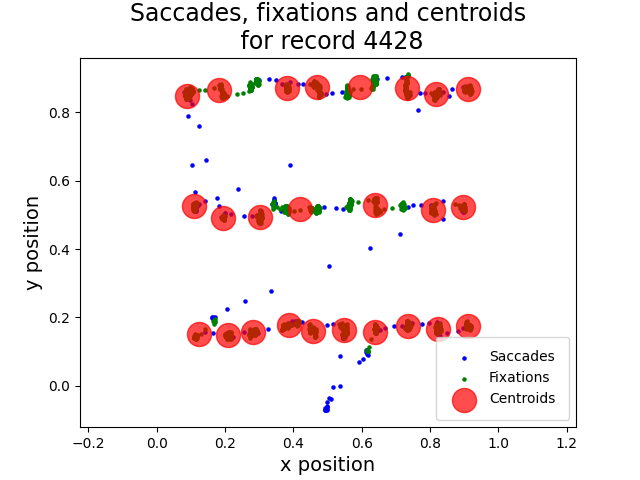 Saccades, fixations and centroids
for record 4428
y position
0.8
0.6
0.4
0.2
0.0
−0.2
0.0
0.2
0.4
0.6
0.8
1.0
1.2
x position
Saccades
Fixations
Centroids